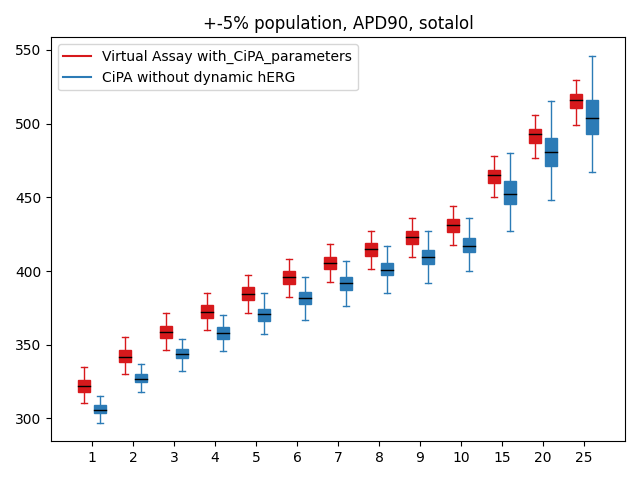 +-5% population, APD90, sotalol
Virtual Assay with_CiPA_parameters
CiPA without dynamic hERG
550
500
450
400
350
300
1 2 3 4 5 6 7 8 9 10 15 20 25